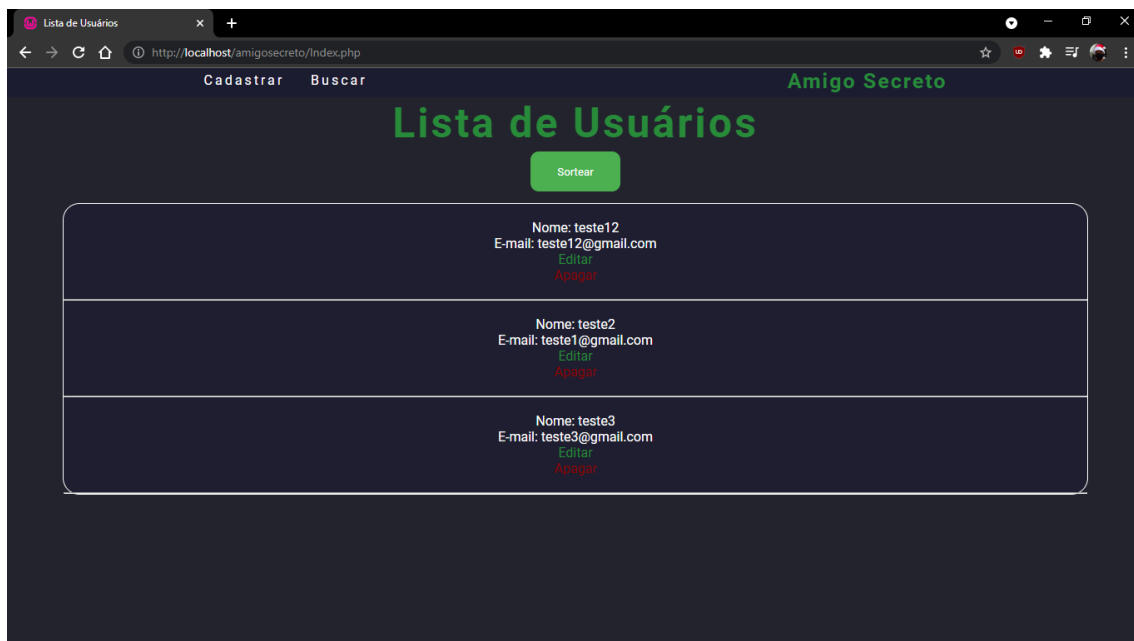 Lista de Usuários
http://localhost/amigosecreto/Index.php
Cadastrar Buscar Amigo Secreto
Lista de Usuários
Sortear
Nome: teste12
E-mail: teste12@gmail.com
Editar
Apagar
Nome: teste2
E-mail: teste1@gmail.com
Editar
Apagar
Nome: teste3
E-mail: teste3@gmail.com
Editar
Apagar